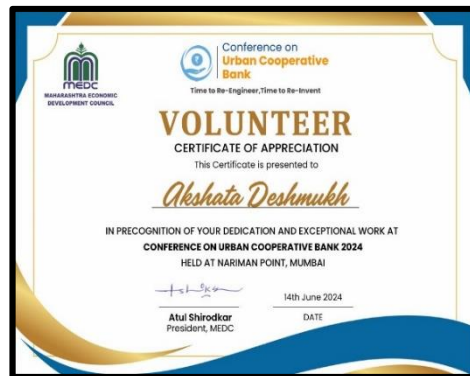 MEDC
MAHARASHTRA ECONOMIC
DEVELOPMENT COUNCIL
Conference on
Urban Cooperative
Bank
Time to Re-Engineer,Time to Re-Invent
VOLUNTEER
CERTIFICATE OF APPRECIATION
This Certificate is presented to
Akshata Deshmukh
IN PRECOGNITION OF YOUR DEDICATION AND EXCEPTIONAL WORK AT
CONFERENCE ON URBAN COOPERATIVE BANK 2024
HELD AT NARIMAN POINT, MUMBAI
Atul Shirodkar
President, MEDC
14th June 2024
DATE